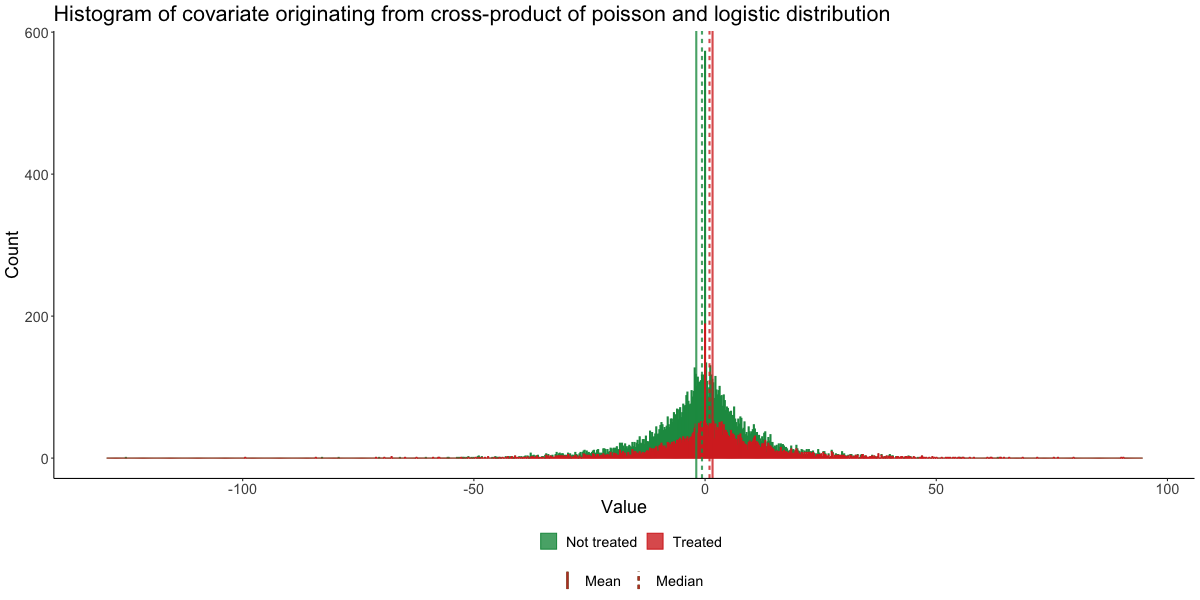 Histogram of covariate originating from cross-product of poisson and logistic distribution
600
400
200
0
Count
-100 -50 0 50 100
Value
Not treated Treated
Mean Median